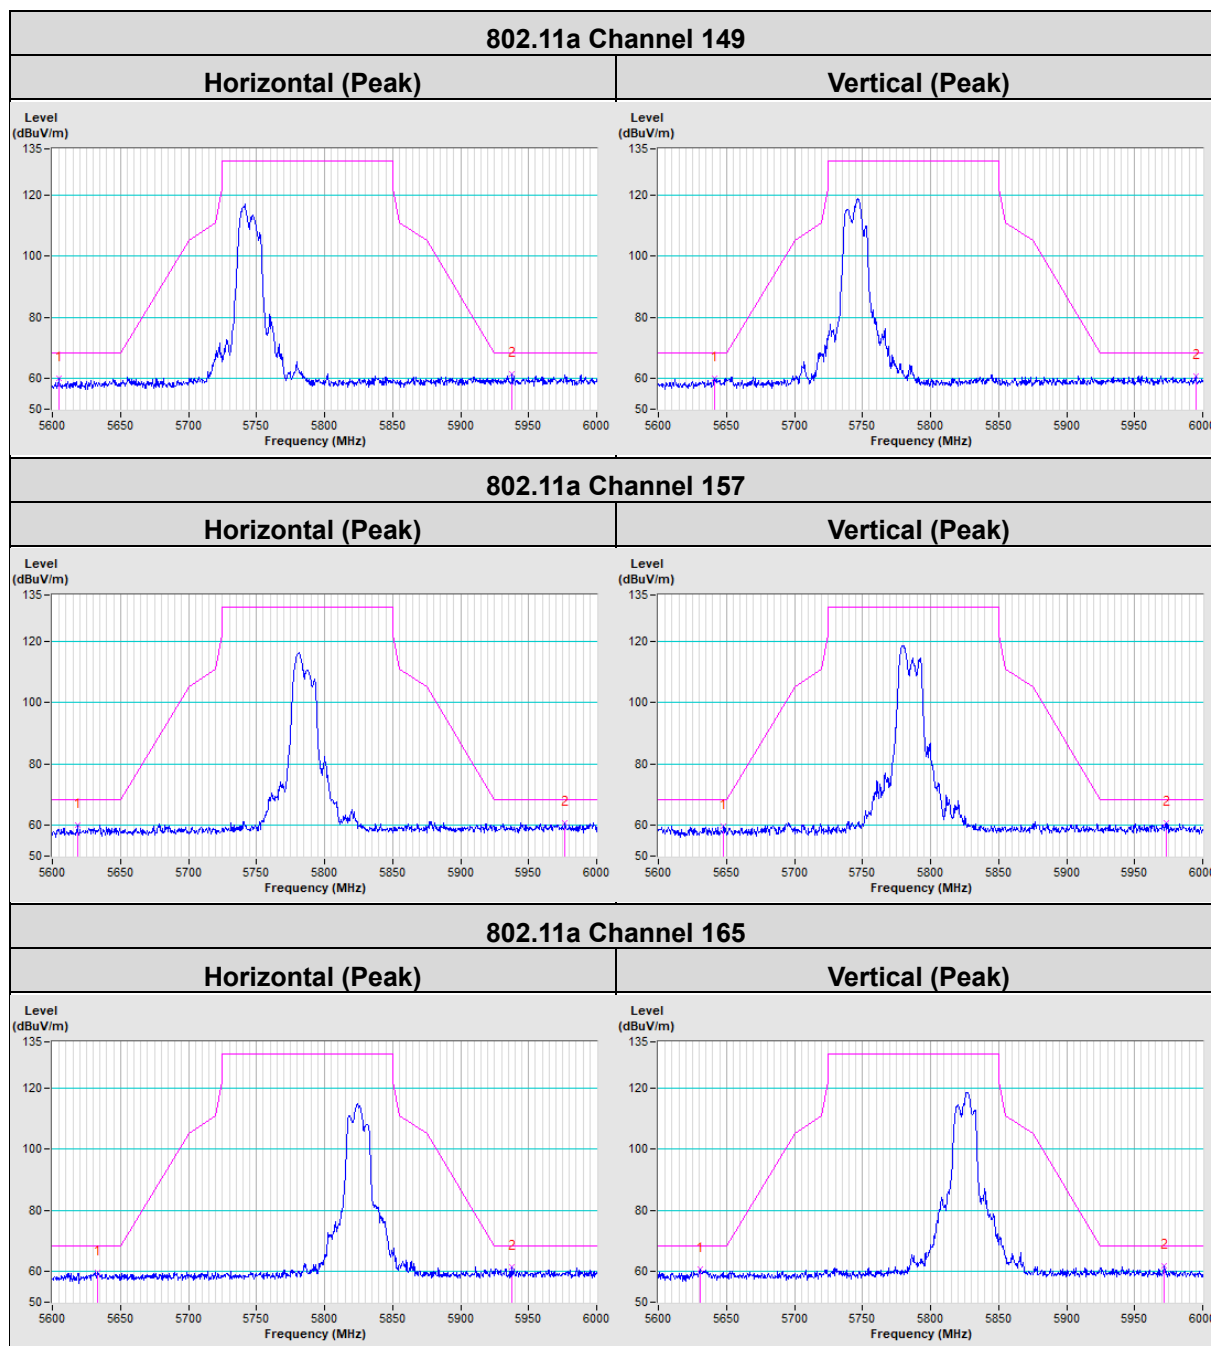 802.11a Channel 149
Horizontal (Peak) Vertical (Peak)
Level Level
(dBuV/m) (dBuV/m)
135 135
120 120
100 100
80 80
1 2 1 2
60 60
50 50
5600 5650 5700 5750 5800 5850 5900 5950 6000 5600 5650 5700 5750 5800 5850 5900 5950 6000
Frequency (MHz) Frequency (MHz)
802.11a Channel 157
Horizontal (Peak) Vertical (Peak)
Level Level
(dBuV/m) (dBuV/m)
135 135
120 120
100 100
80 80
1 2 1 2
60 60
50 50
5600 5650 5700 5750 5800 5850 5900 5950 6000 5600 5650 5700 5750 5800 5850 5900 5950 6000
Frequency (MHz) Frequency (MHz)
802.11a Channel 165
Horizontal (Peak) Vertical (Peak)
Level Level
(dBuV/m) (dBuV/m)
135 135
120 120
100 100
80 80
1 2 1 2
60 60
50 50
5600 5650 5700 5750 5800 5850 5900 5950 6000 5600 5650 5700 5750 5800 5850 5900 5950 6000
Frequency (MHz) Frequency (MHz)